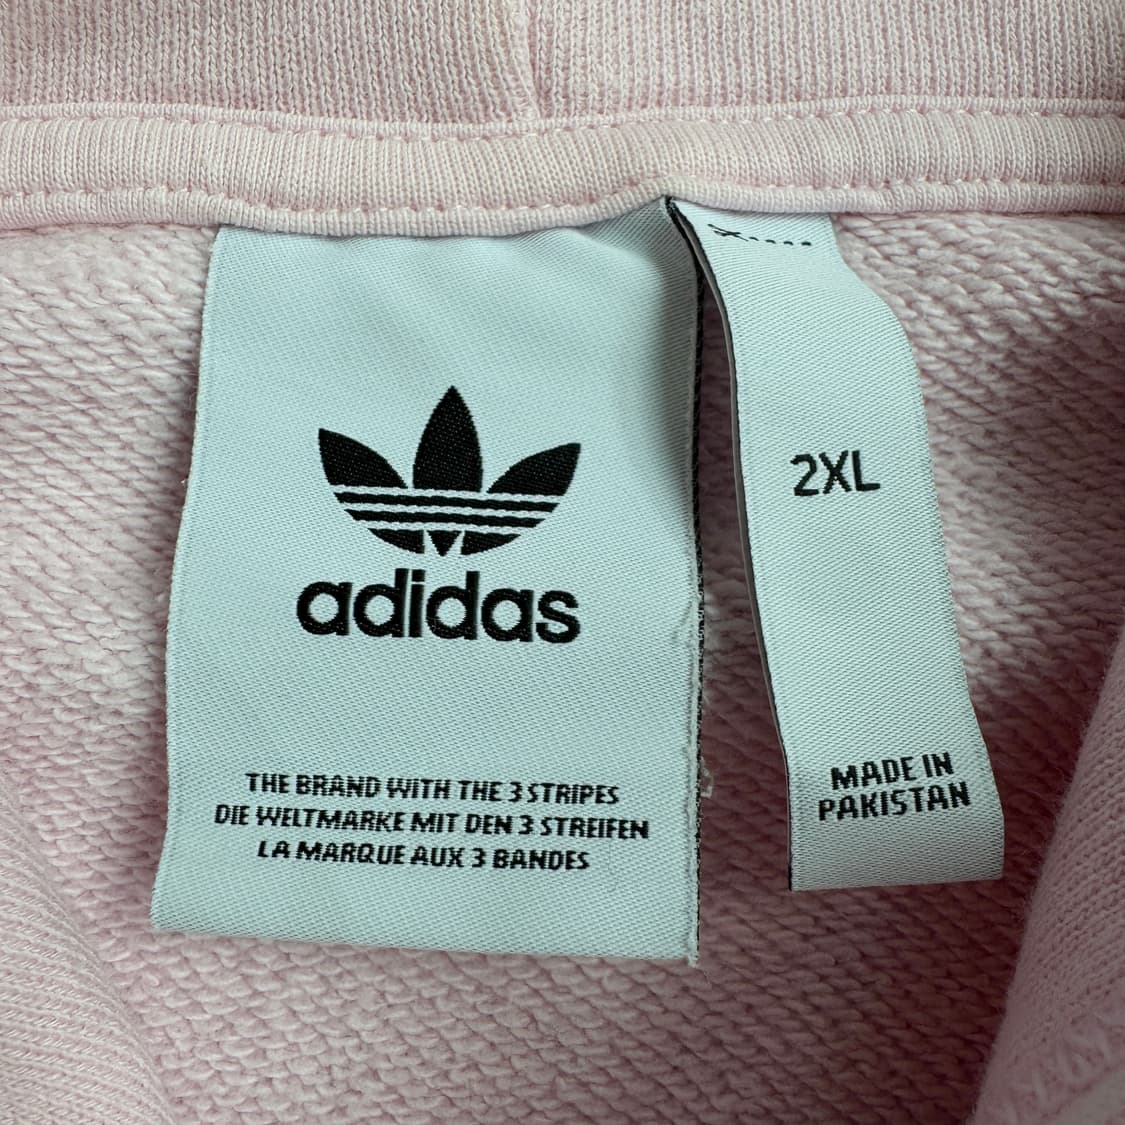 adidas
THE BRAND WITH THE 3 STRIPES
DIE WELTMARKE MIT DEN 3 STREIFEN
LA MARQUE AUX 3 BANDES
2XL
MADE IN
PAKISTAN